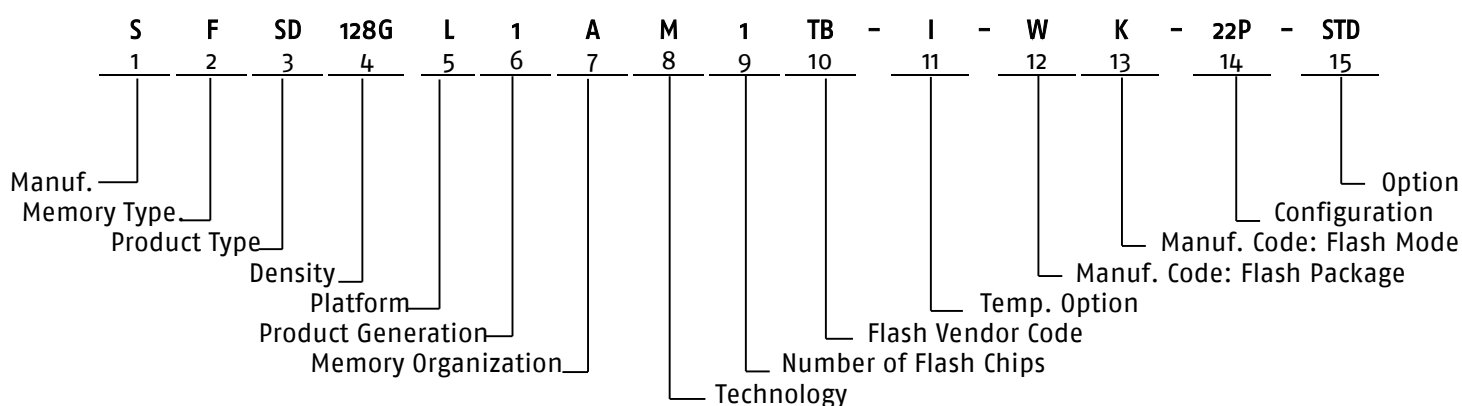 S F SD 128G L 1 A M 1 TB - I - W K - 22P - STD
1 2 3 4 5 6 7 8 9 10 11 12 13 14 15
Manuf. Option
Memory Type. Configuration
Product Type Manuf. Code: Flash Mode
Density Manuf. Code: Flash Package
Platform Temp. Option
Product Generation Flash Vendor Code
Memory Organization Number of Flash Chips
Technology